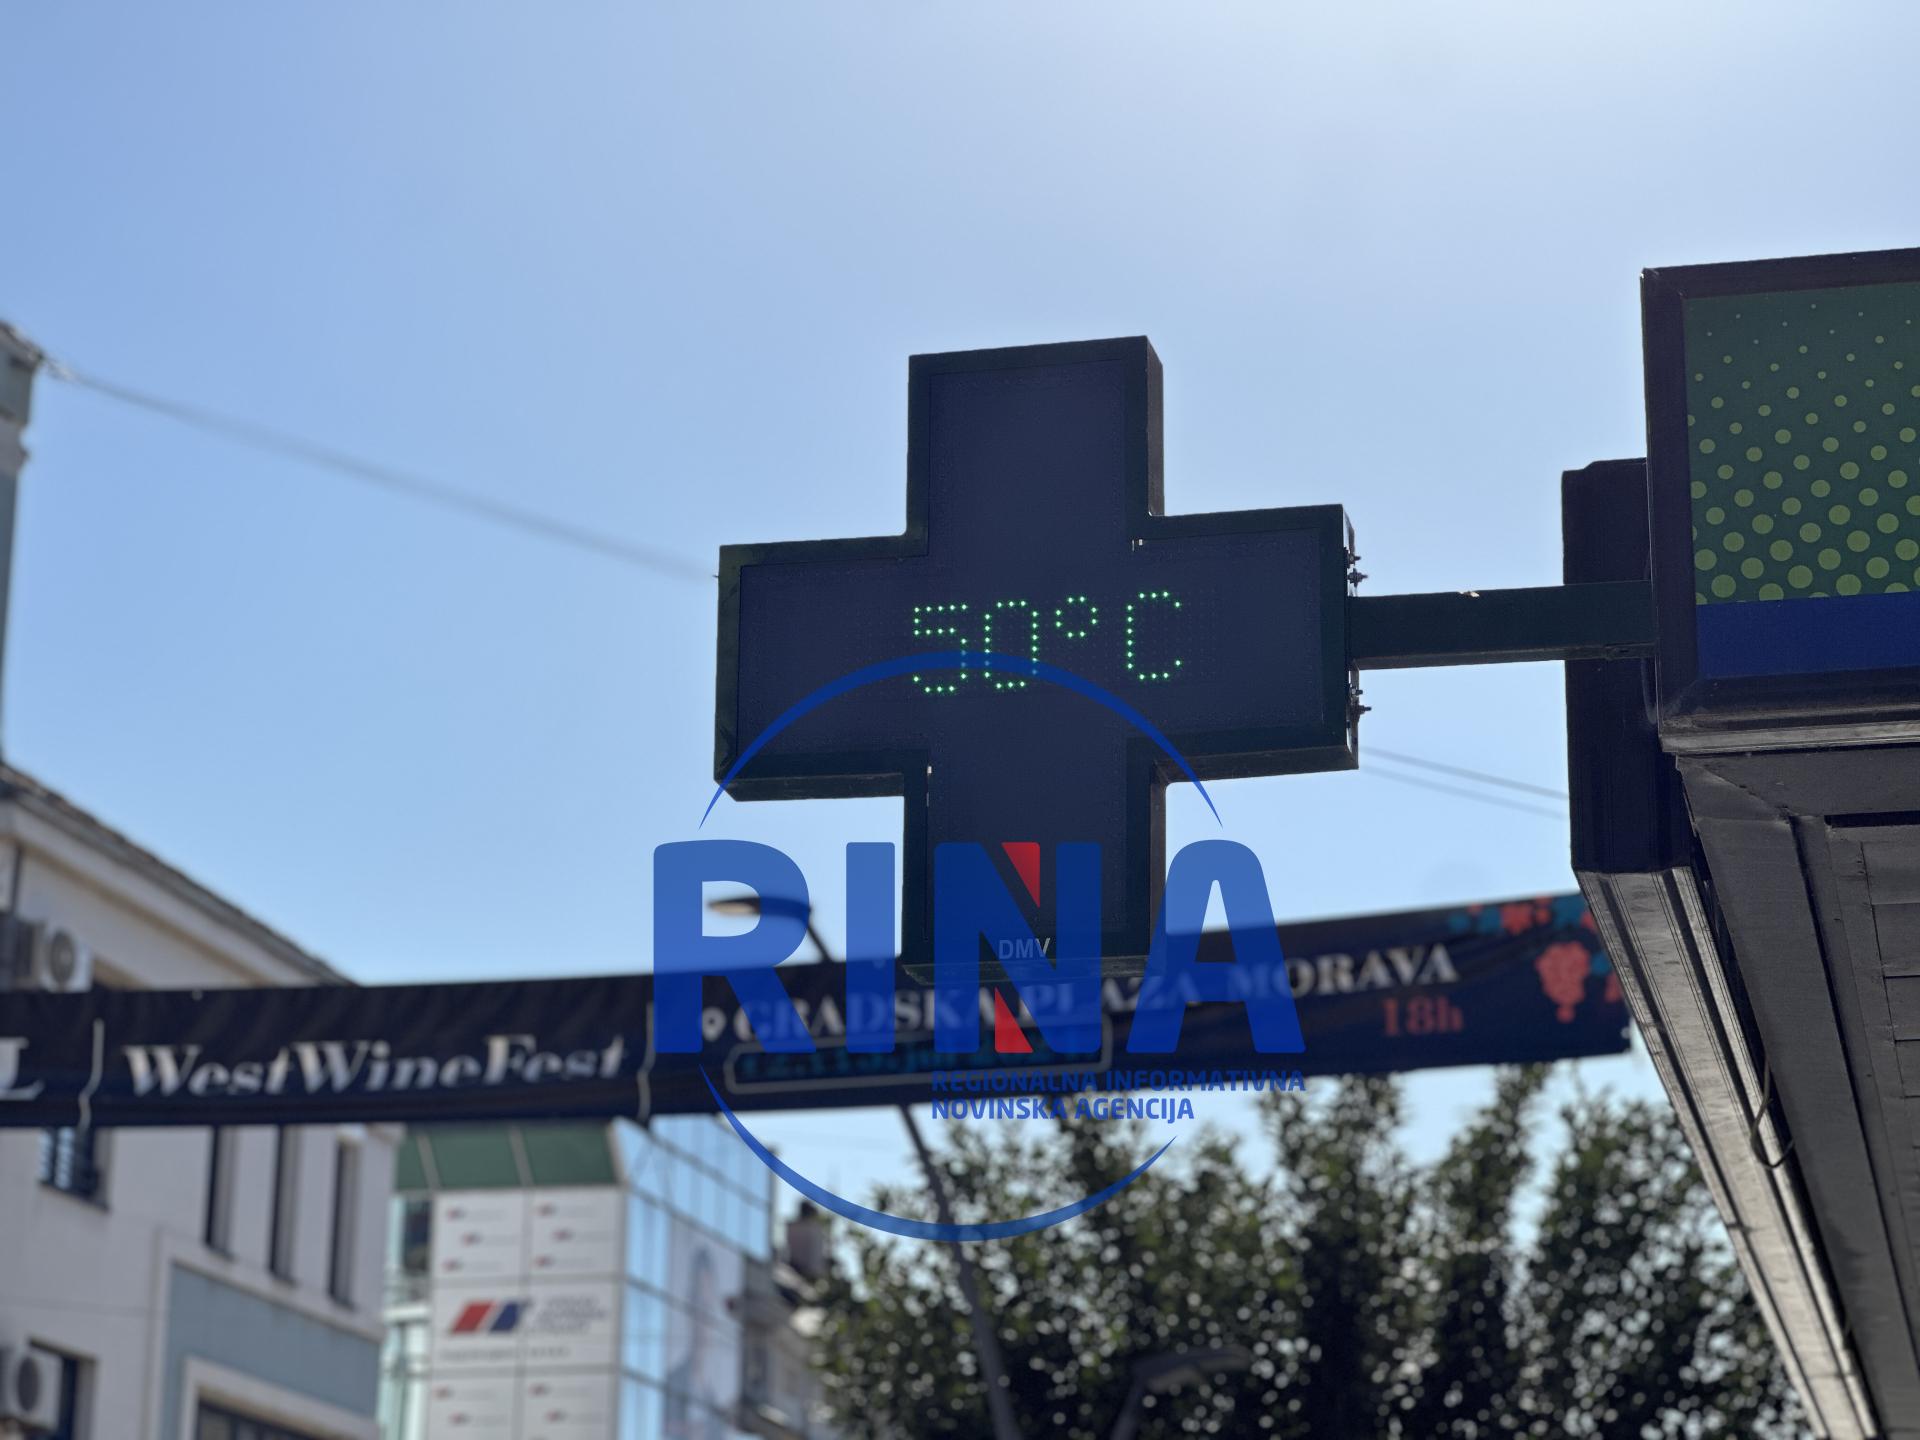 50°C
RINA
DMV
REGIONALNA INFORMATIVNA
NOVINSKA AGENCIJA
L
WestWineFest
GRADSKA PLAZA MORAVA
18h